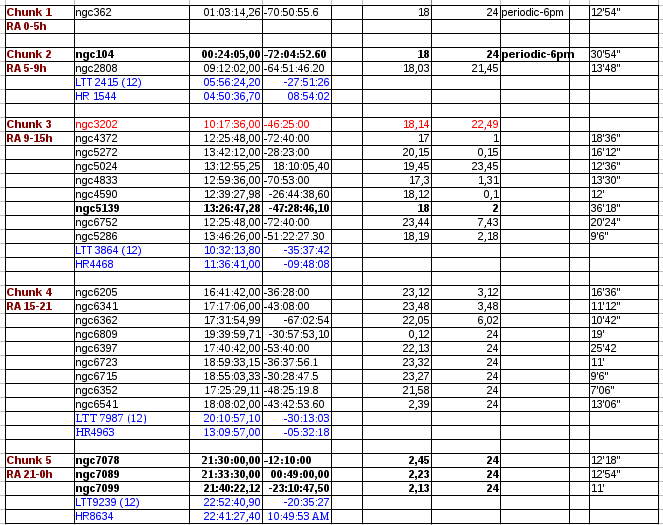 Chunk 1 ngc362 01:03:14,26 -70:50:55.6 18 24 periodic-6pm 12'54"
RA 0-5h
Chunk 2 ngc104 00:24:05,00 -72:04:52.60 18 24 periodic-6pm 30'54"
RA 5-9h ngc2808 09:12:02,00 -64:51:46.20 18,03 21,45 13'48"
LTT 2415 (12) 05:56:24,20 -27:51:26
HR 1544 04:50:36,70 08:54:02
Chunk 3 ngc3202 10:17:36,00 -46:25:00 18,14 22,49
RA 9-15h ngc4372 12:25:48,00 -72:40:00 17 1 18'36"
ngc5272 13:42:12,00 -28:23:00 20,15 0,15 16'12"
ngc5024 13:12:55,25 18:10:05,40 19,45 23,45 12'36"
ngc4833 12:59:36,00 -70:53:00 17,3 1,31 13'30"
ngc4590 12:39:27,98 -26:44:38,60 18,12 0,1 12'
ngc5139 13:26:47,28 -47:28:46,10 18 2 36'18"
ngc6752 12:25:48,00 -72:40:00 23,44 7,43 20'24"
ngc5286 13:46:26,00 -51:22:27.30 18,19 2,18 9'6"
LTT 3864 (12) 10:32:13,80 -35:37:42
HR4468 11:36:41,00 -09:48:08
Chunk 4 ngc6205 16:41:42,00 -36:28:00 23,12 3,12 16'36"
RA 15-21 ngc6341 17:17:06,00 -43:08:00 23,48 3,48 11'12"
ngc6362 17:31:54,99 -67:02:54 22,05 6,02 10'42"
ngc6809 19:39:59,71 -30:57:53,10 0,12 24 19'
ngc6397 17:40:42,00 -53:40:00 22,13 24 25'42
ngc6723 18:59:33,15 -36:37:56.1 23,32 24 11'
ngc6715 18:55:03,33 -30:28:47.5 23,27 24 9'6"
ngc6352 17:25:29,11 -48:25:19.8 21,58 24 7'06"
ngc6541 18:08:02,00 -43:42:53.60 2,39 24 13'06"
LTT 7987 (12) 20:10:57,10 -30:13:03
HR4963 13:09:57,00 -05:32:18
Chunk 5 ngc7078 21:30:00,00 -12:10:00 2,45 24 12'18"
RA 21-0h ngc7089 21:33:30,00 00:49:00,00 2,23 24 12'54"
ngc7099 21:40:22,12 -23:10:47,50 2,13 24 11'
LTT9239 (12) 22:52:40,90 -20:35:27
HR8634 22:41:27,40 10:49:53 AM